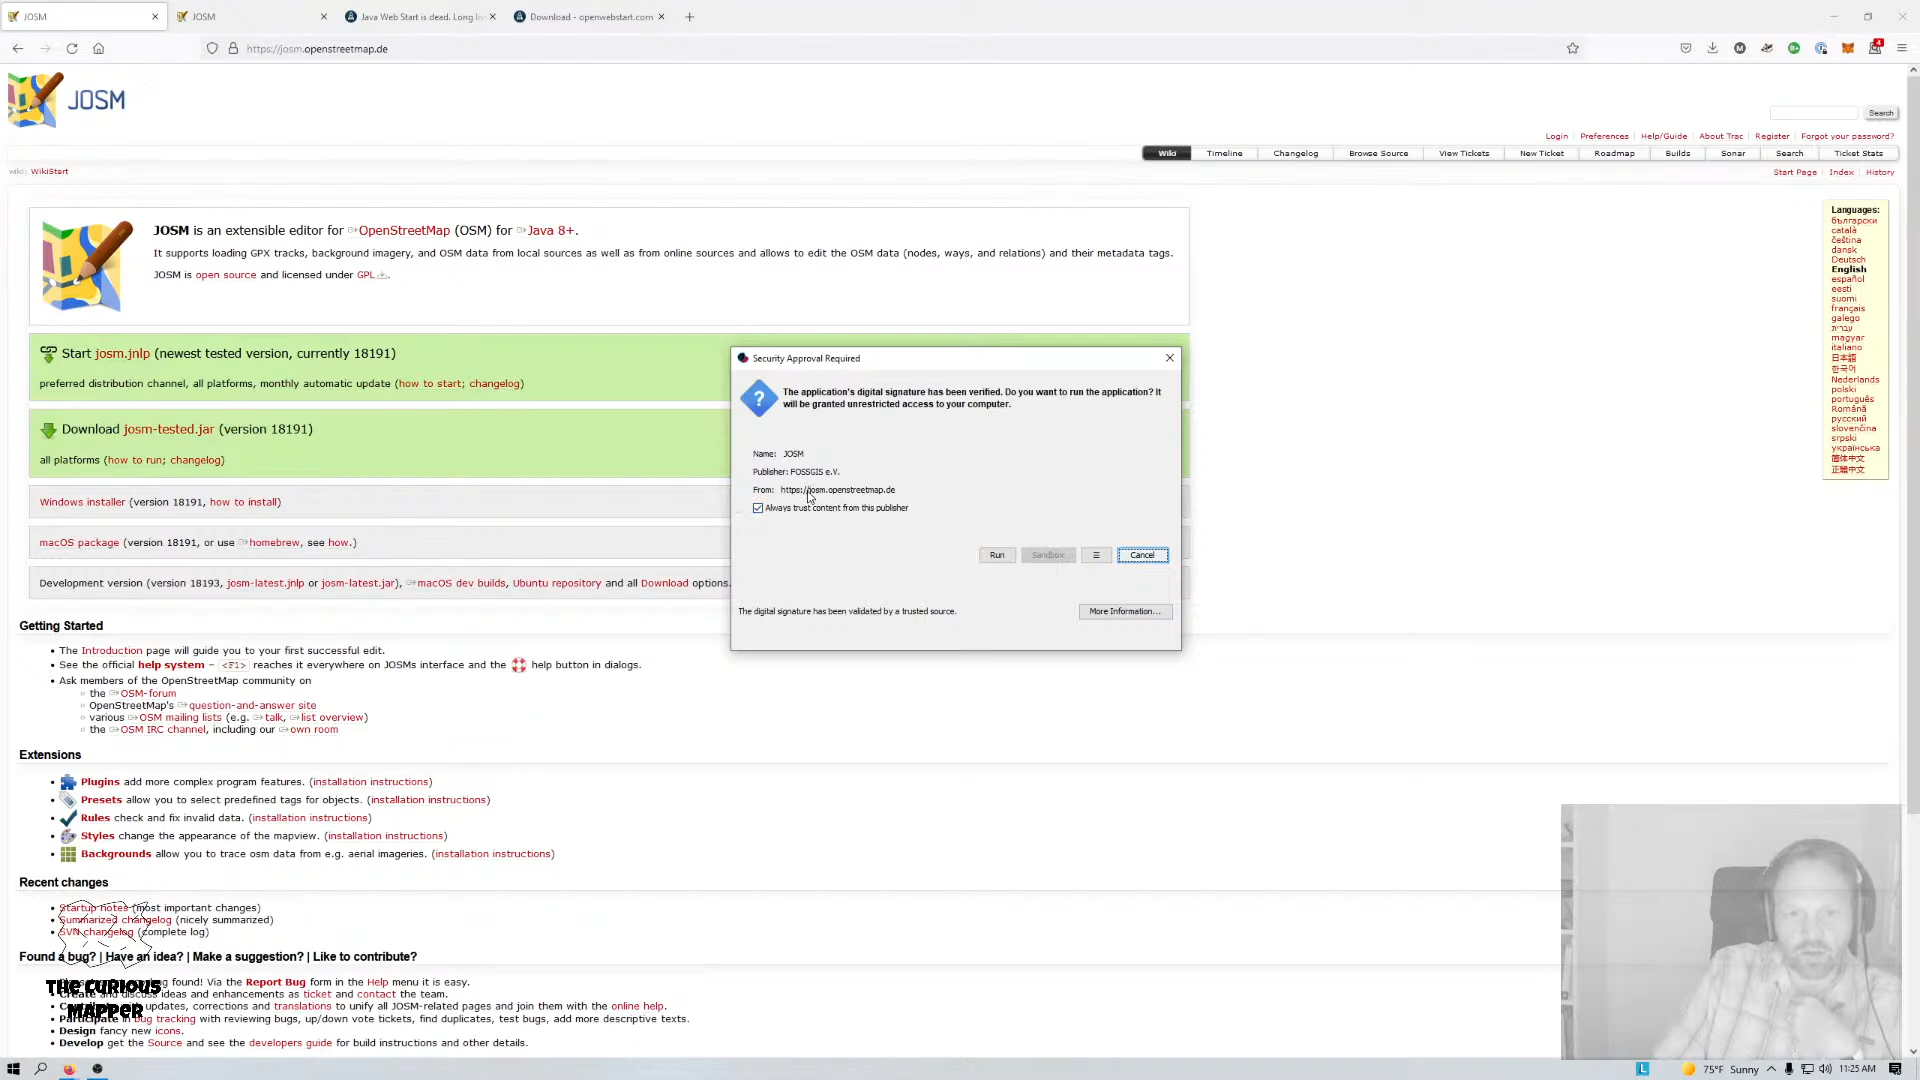 JOSM
JOSM
Java Web Start is dead. Long li
Download - openwebstart.com
https://josm.openstreetmap.de
4
JOSM
Search
Login
Preferences
Help/Guide
About Trac
Register
Forgot your password?
Wiki
Timeline
Changelog
Browse Source
View Tickets
New Ticket
Roadmap
Builds
Sonar
Search
Ticket Stats
wiki: WikiStart
Start Page
Index
History
JOSM is an extensible editor for OpenStreetMap (OSM) for Java 8+.
It supports loading GPX tracks, background imagery, and OSM data from local sources as well as from online sources and allows to edit the OSM data (nodes, ways, and relations) and their metadata tags.
JOSM is open source and licensed under GPL.
Languages:
български
català
čeština
dansk
Deutsch
English
español
eesti
suomi
français
galego
עברית
magyar
italiano
日本語
한국어
Nederlands
polski
português
Română
русский
slovenčina
srpski
українська
简体中文
正體中文
Start josm.jnlp (newest tested version, currently 18191)
preferred distribution channel, all platforms, monthly automatic update (how to start; changelog)
Download josm-tested.jar (version 18191)
all platforms (how to run; changelog)
Windows installer (version 18191, how to install)
macOS package (version 18191, or use homebrew, see how.)
Development version (version 18193, josm-latest.jnlp or josm-latest.jar), macOS dev builds, Ubuntu repository and all Download options.
Security Approval Required
The application's digital signature has been verified. Do you want to run the application? It
will be granted unrestricted access to your computer.
Name: JOSM
Publisher: FOSSGIS e.V.
From: https://josm.openstreetmap.de
Always trust content from this publisher
Run
Sandbox
Cancel
The digital signature has been validated by a trusted source.
More Information...
Getting Started
The Introduction page will guide you to your first successful edit.
See the official help system – <F1> reaches it everywhere on JOSMs interface and the help button in dialogs.
Ask members of the OpenStreetMap community on
the OSM-forum
OpenStreetMap's question-and-answer site
various OSM mailing lists (e.g. talk, list overview)
the OSM IRC channel, including our own room
Extensions
Plugins add more complex program features. (installation instructions)
Presets allow you to select predefined tags for objects. (installation instructions)
Rules check and fix invalid data. (installation instructions)
Styles change the appearance of the mapview. (installation instructions)
Backgrounds allow you to trace osm data from e.g. aerial imageries. (installation instructions)
Recent changes
Startup notes (most important changes)
Summarized changelog (nicely summarized)
SVN changelog (complete log)
Found a bug? | Have an idea? | Make a suggestion? | Like to contribute?
found! Via the Report Bug form in the Help menu it is easy.
Create and discuss ideas and enhancements as ticket and contact the team.
updates, corrections and translations to unify all JOSM-related pages and join them with the online help.
Participate in bug tracking with reviewing bugs, up/down vote tickets, find duplicates, test bugs, add more descriptive texts.
Design fancy new icons.
Develop get the Source and see the developers guide for build instructions and other details.
THE CURIOUS
MAPPER
L
75°F Sunny
11:25 AM